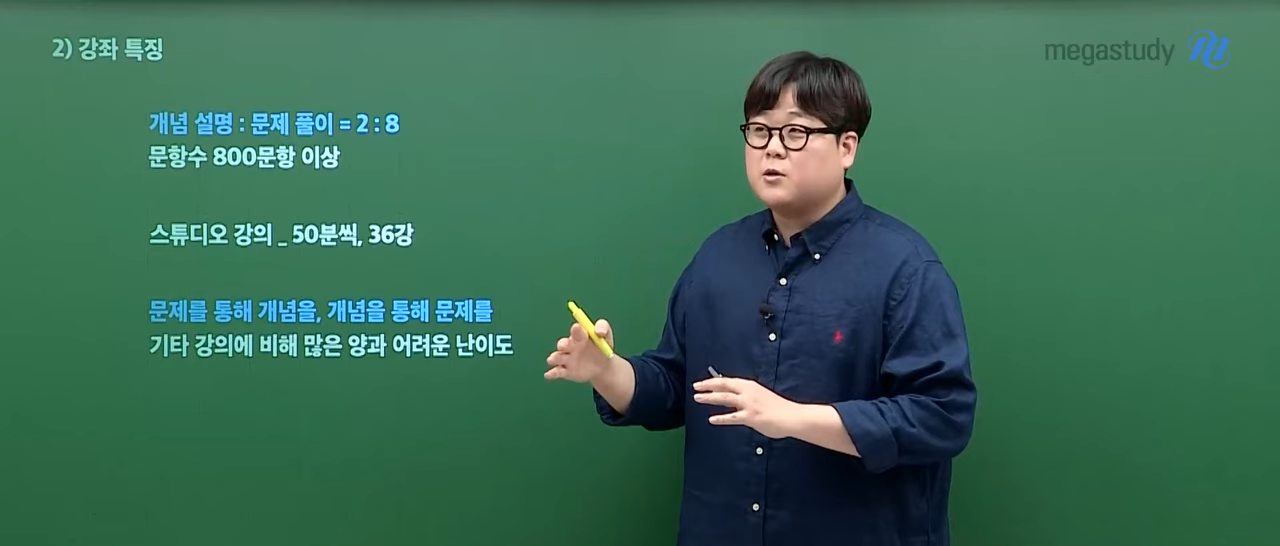 2) 강좌 특징
megastudy
개념 설명 : 문제 풀이 = 2 : 8
문항수 800문항 이상
스튜디오 강의 _ 50분씩, 36강
문제를 통해 개념을, 개념을 통해 문제를
기타 강의에 비해 많은 양과 어려운 난이도